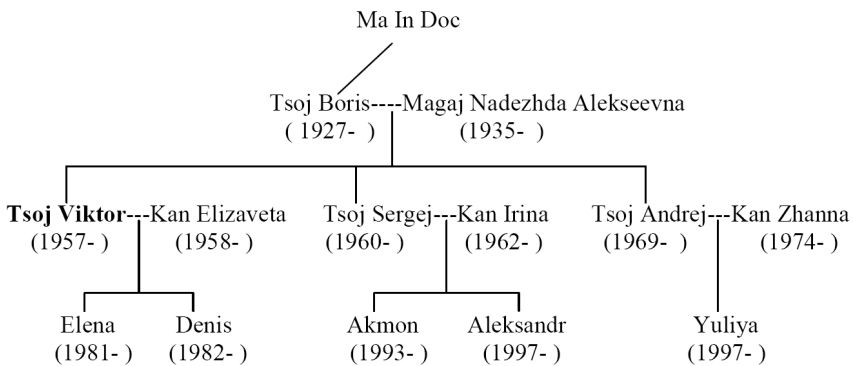 Ma In Doc
Tsoj Boris----Magaj Nadezhda Alekseevna
( 1927-  ) (1935-  )
Tsoj Viktor---Kan Elizaveta Tsoj Sergej--Kan Irina Tsoj Andrej---Kan Zhanna
(1957- ) (1958- ) (1960- ) (1962- ) (1969-  ) (1974- )
Elena Denis Akmon Aleksandr Yuliya
(1981- ) (1982- ) (1993- ) (1997- ) (1997- )